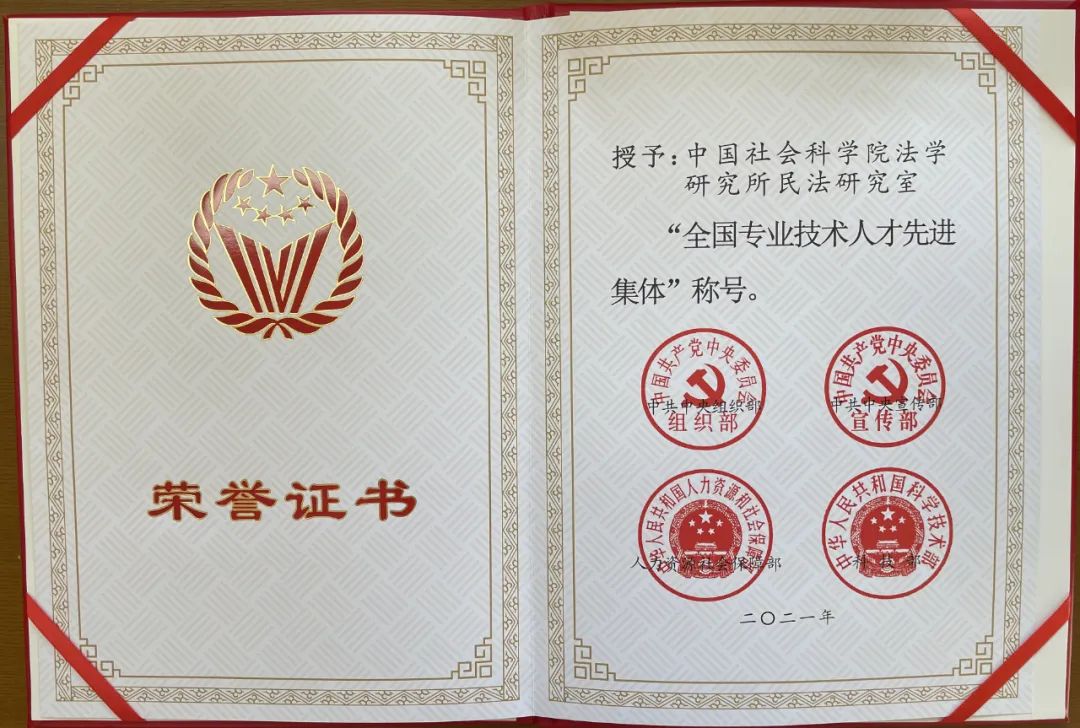 荣誉证书
授予：中国社会科学院法学
研究所民法研究室
“全国专业技术人才先进
集体”称号。
中国共产党中央委员会
组织部
中共中央组织部
中国共产党中央委员会
宣传部
中共中央宣传部
中华人民共和国人力资源和社会保障部
人力资源社会保障部
中华人民共和国科学技术部
科技部
二〇二一年